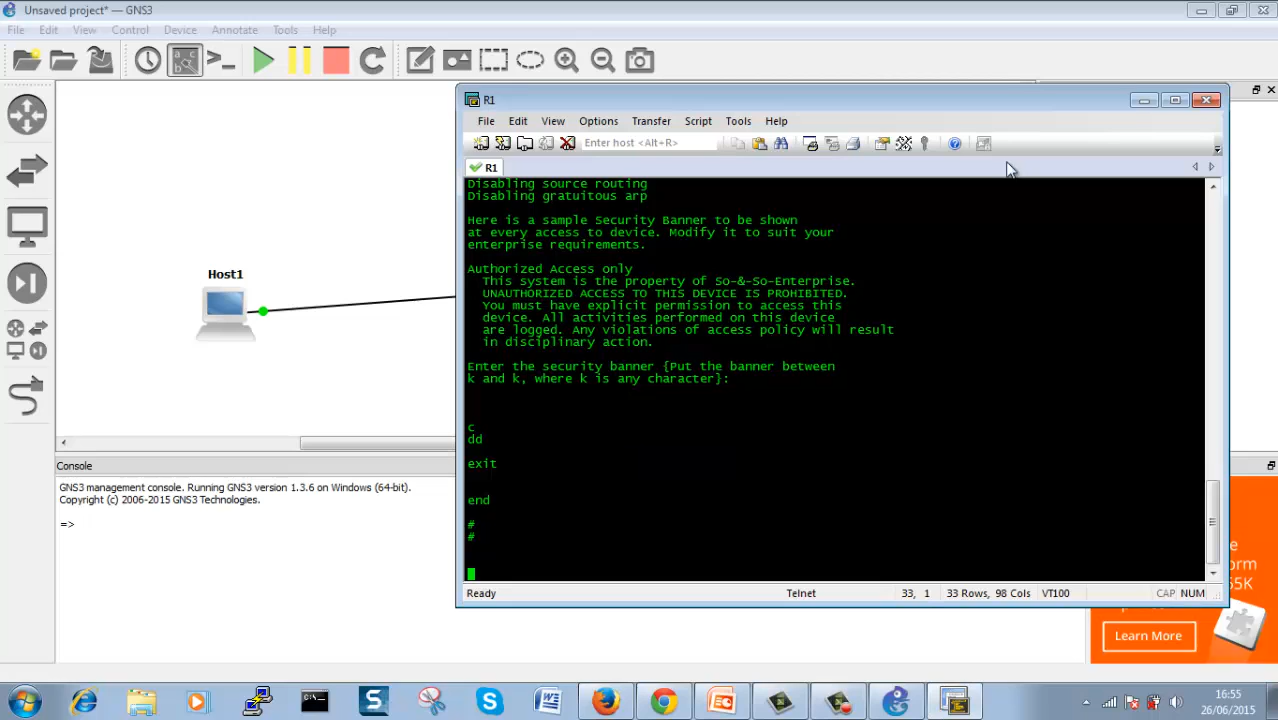 Unsaved project* — GNS3
File Edit View Control Device Annotate Tools Help
R1
File Edit View Options Transfer Script Tools Help
Enter host <Alt+R>
R1
Disabling source routing
Disabling gratuitous arp
Here is a sample Security Banner to be shown
at every access to device. Modify it to suit your
enterprise requirements.
Authorized Access only
This system is the property of So-&-So-Enterprise.
UNAUTHORIZED ACCESS TO THIS DEVICE IS PROHIBITED.
You must have explicit permission to access this
device. All activities performed on this device
are logged. Any violations of access policy will result
in disciplinary action.
Enter the security banner {Put the banner between
k and k, where k is any character}:
c
dd
exit
end
#
#
Ready Telnet 33, 1 33 Rows, 98 Cols VT100 CAP NUM
Host1
Console
GNS3 management console. Running GNS3 version 1.3.6 on Windows (64-bit).
Copyright (c) 2006-2015 GNS3 Technologies.
=>
Learn More
16:55
26/06/2015